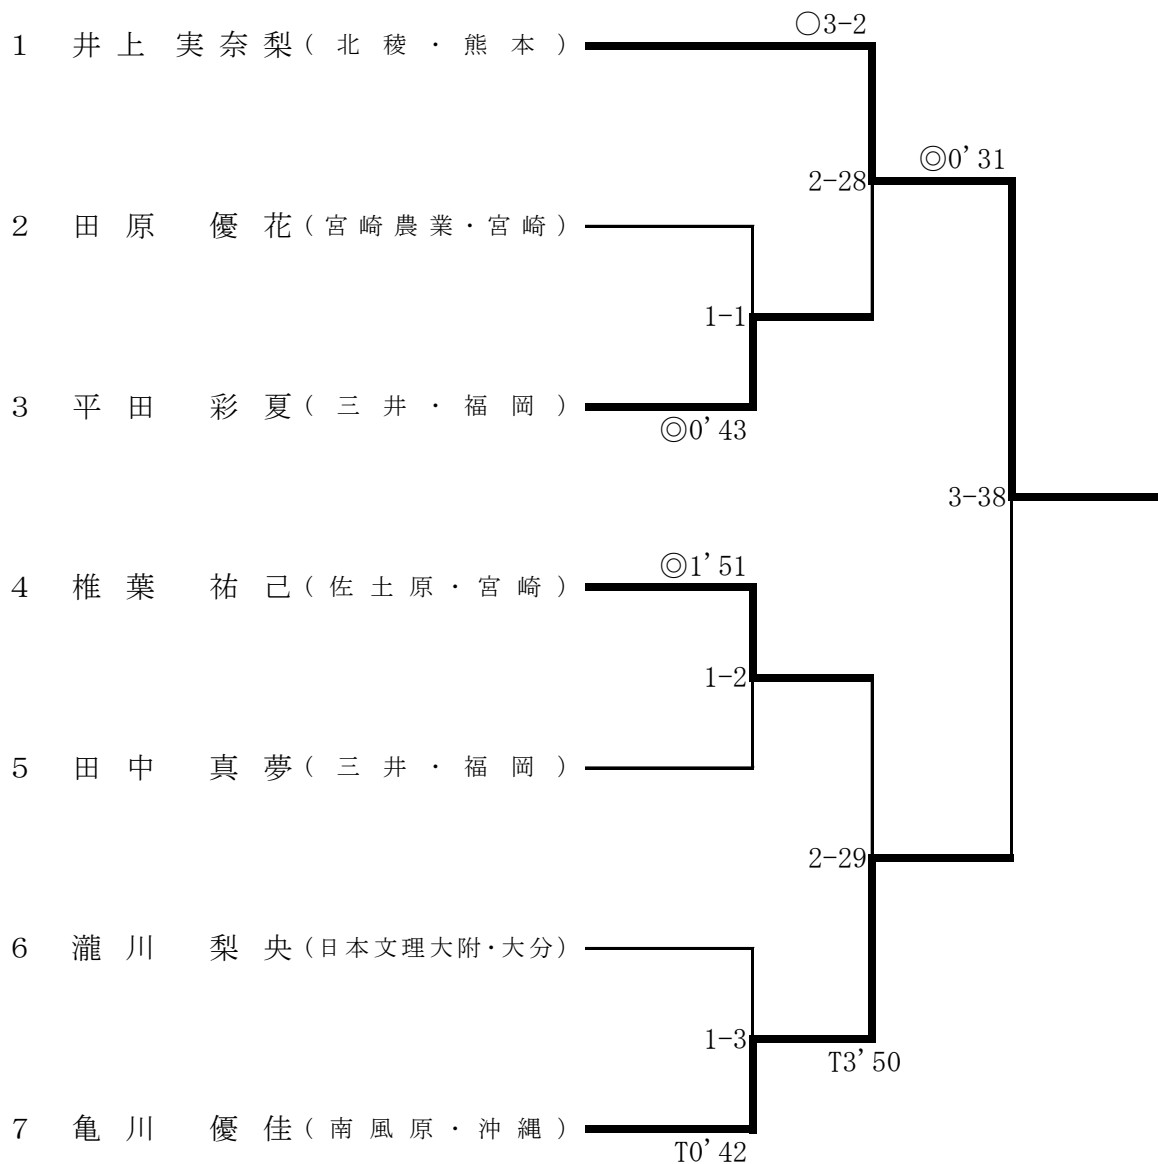 ○3-2
1 井上 実奈梨(北稜・熊本)
◎0'31
2-28
2 田原 優花(宮崎農業・宮崎)
1-1
3 平田 彩夏(三井・福岡)
◎0'43
3-38
◎1'51
4 椎葉 祐己(佐土原・宮崎)
1-2
5 田中 真夢(三井・福岡)
2-29
6 瀧川 梨央(日本文理大附・大分)
1-3
T3'50
7 亀川 優佳(南風原・沖縄)
T0'42